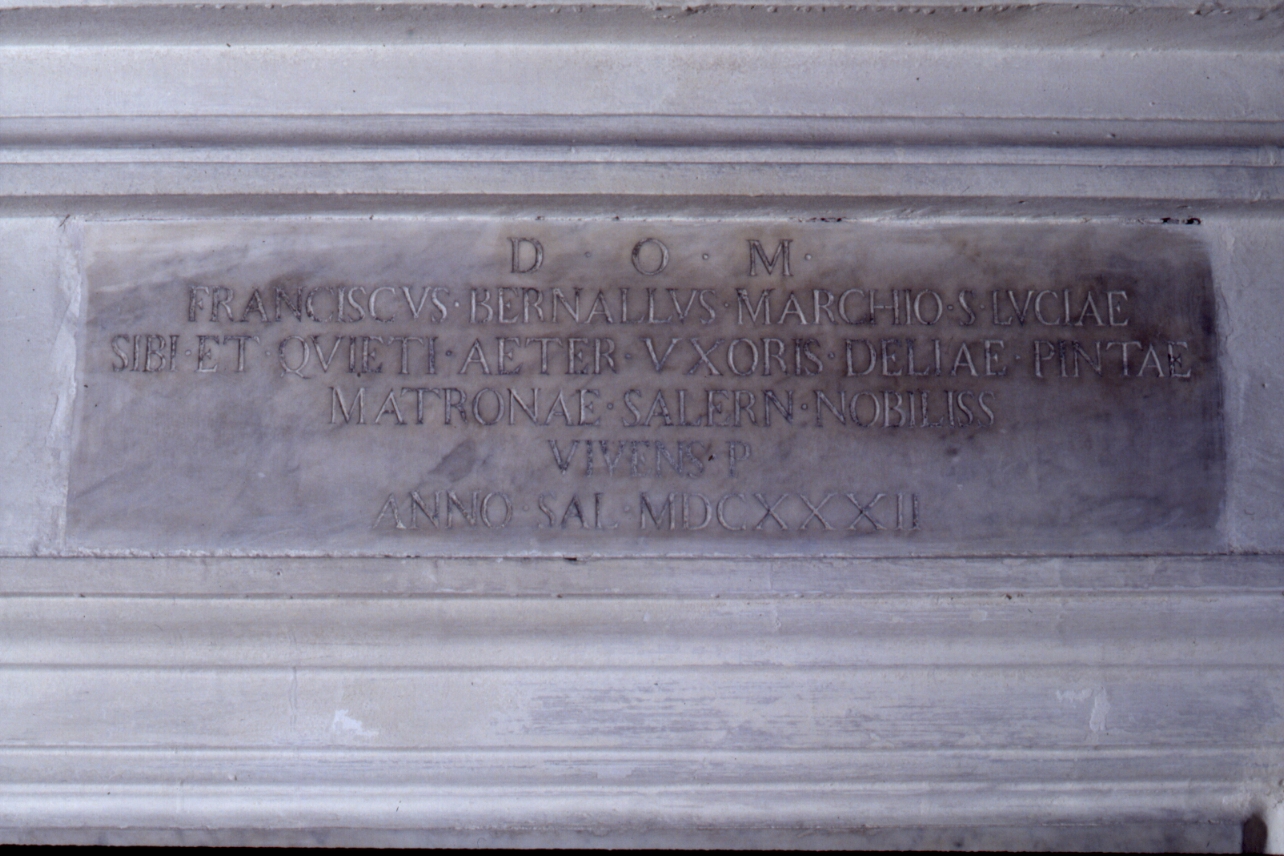 D · O · M ·
FRANCISCVS · BERNALLVS · MARCHIO · S · LVCIAE
SIBI · ET · QVIETI · AETER · VXORIS · DELIAE · PINTAE
MATRONAE · SALERN · NOBILISS
VIVENS · P
ANNO · SAL · MDCXXXII